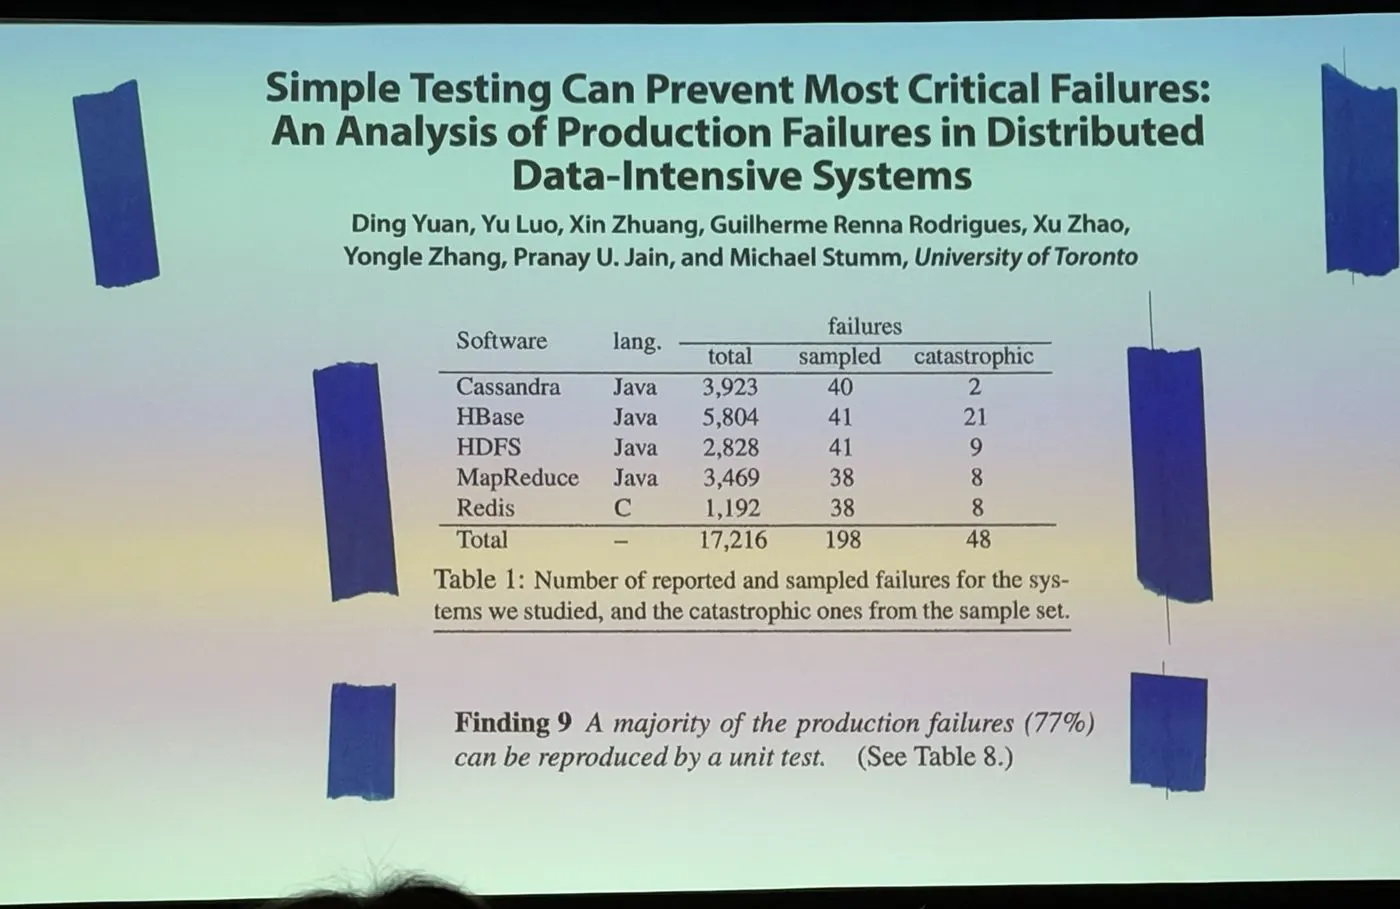 Simple Testing Can Prevent Most Critical Failures:
An Analysis of Production Failures in Distributed
Data-Intensive Systems
Ding Yuan, Yu Luo, Xin Zhuang, Guilherme Renna Rodrigues, Xu Zhao,
Yongle Zhang, Pranay U. Jain, and Michael Stumm, University of Toronto
failures
Software lang. total sampled catastrophic
Cassandra Java 3,923 40 2
HBase Java 5,804 41 21
HDFS Java 2,828 41 9
MapReduce Java 3,469 38 8
Redis C 1,192 38 8
Total – 17,216 198 48
Table 1: Number of reported and sampled failures for the sys-
tems we studied, and the catastrophic ones from the sample set.
Finding 9 A majority of the production failures (77%)
can be reproduced by a unit test. (See Table 8.)